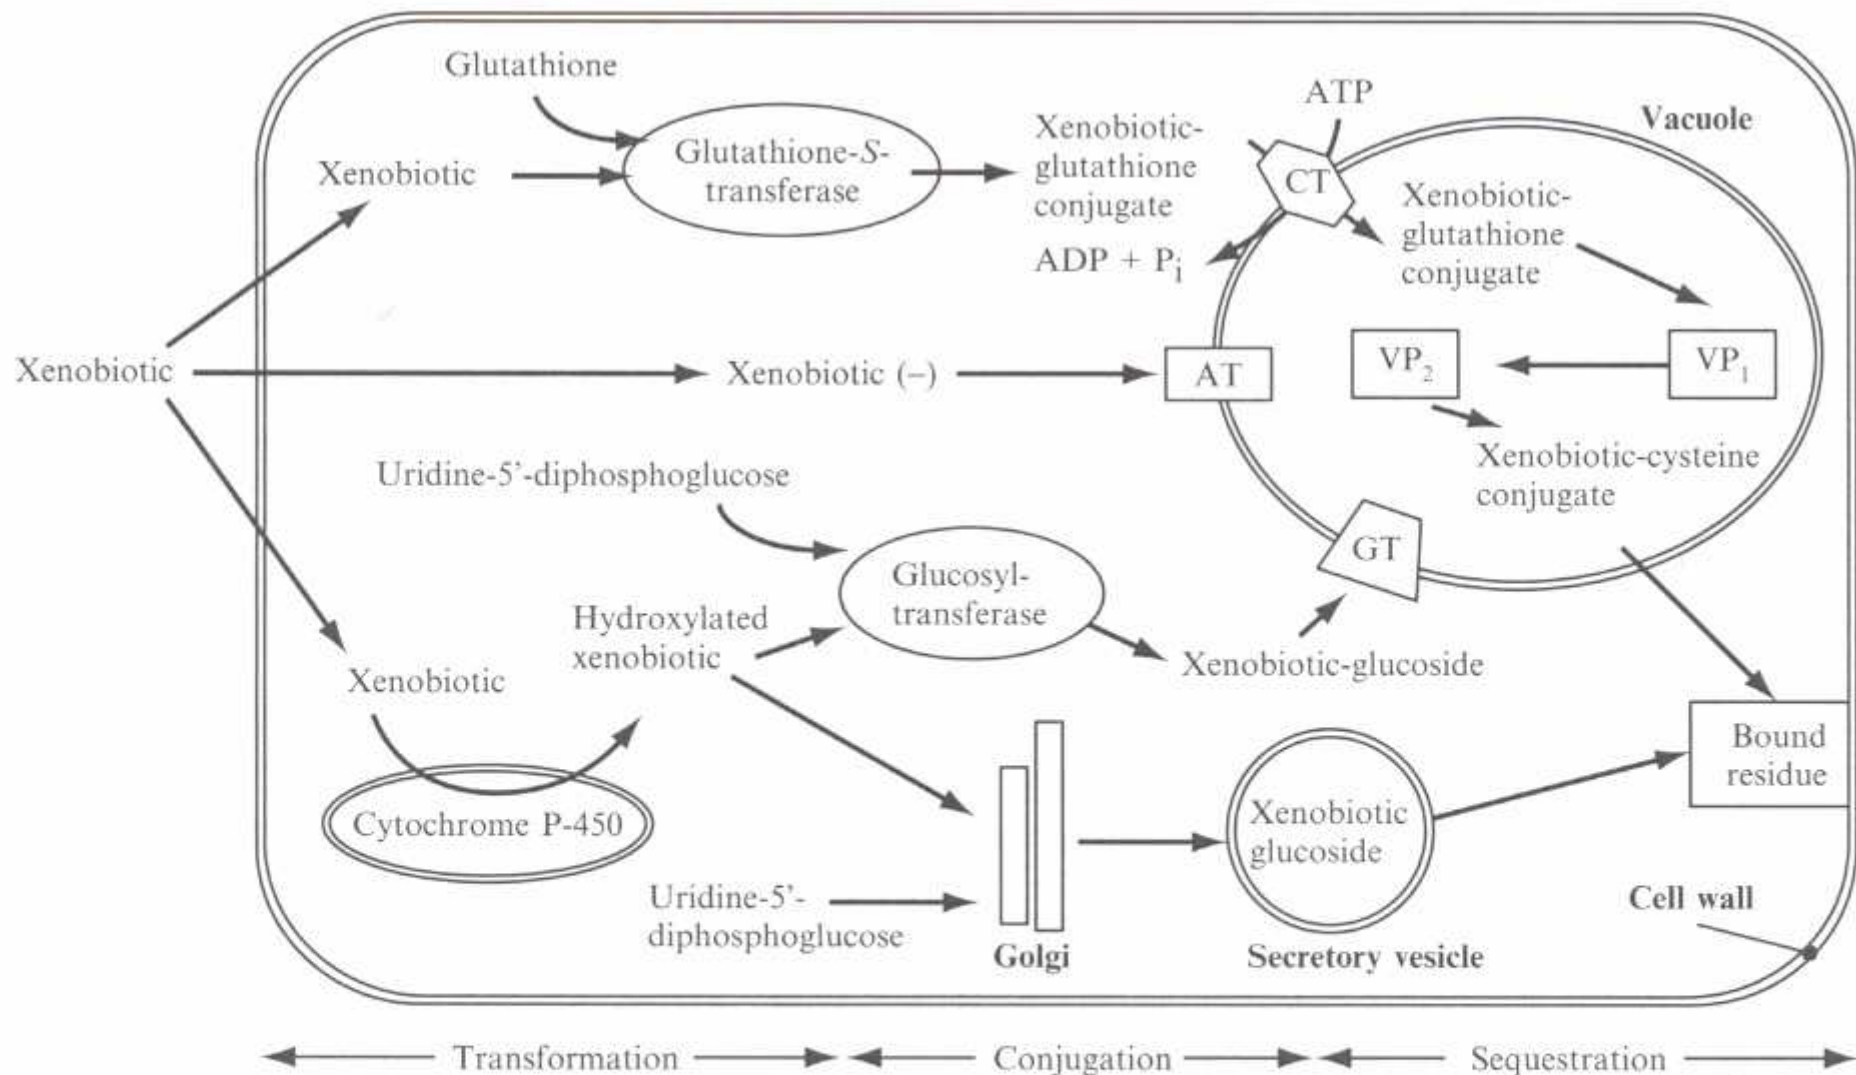 Glutathione
ATP
Vacuole
Xenobiotic-
glutathione
conjugate
Glutathione-S-
transferase
Xenobiotic
CT
Xenobiotic-
glutathione
conjugate
ADP + Pi
Xenobiotic
Xenobiotic (–)
AT
VP2
VP1
Xenobiotic-cysteine
conjugate
Uridine-5'-diphosphoglucose
GT
Glucosyl-
transferase
Hydroxylated
xenobiotic
Xenobiotic-glucoside
Xenobiotic
Bound
residue
Cytochrome P-450
Xenobiotic
glucoside
Uridine-5'-
diphosphoglucose
Cell wall
Golgi
Secretory vesicle
Transformation
Conjugation
Sequestration